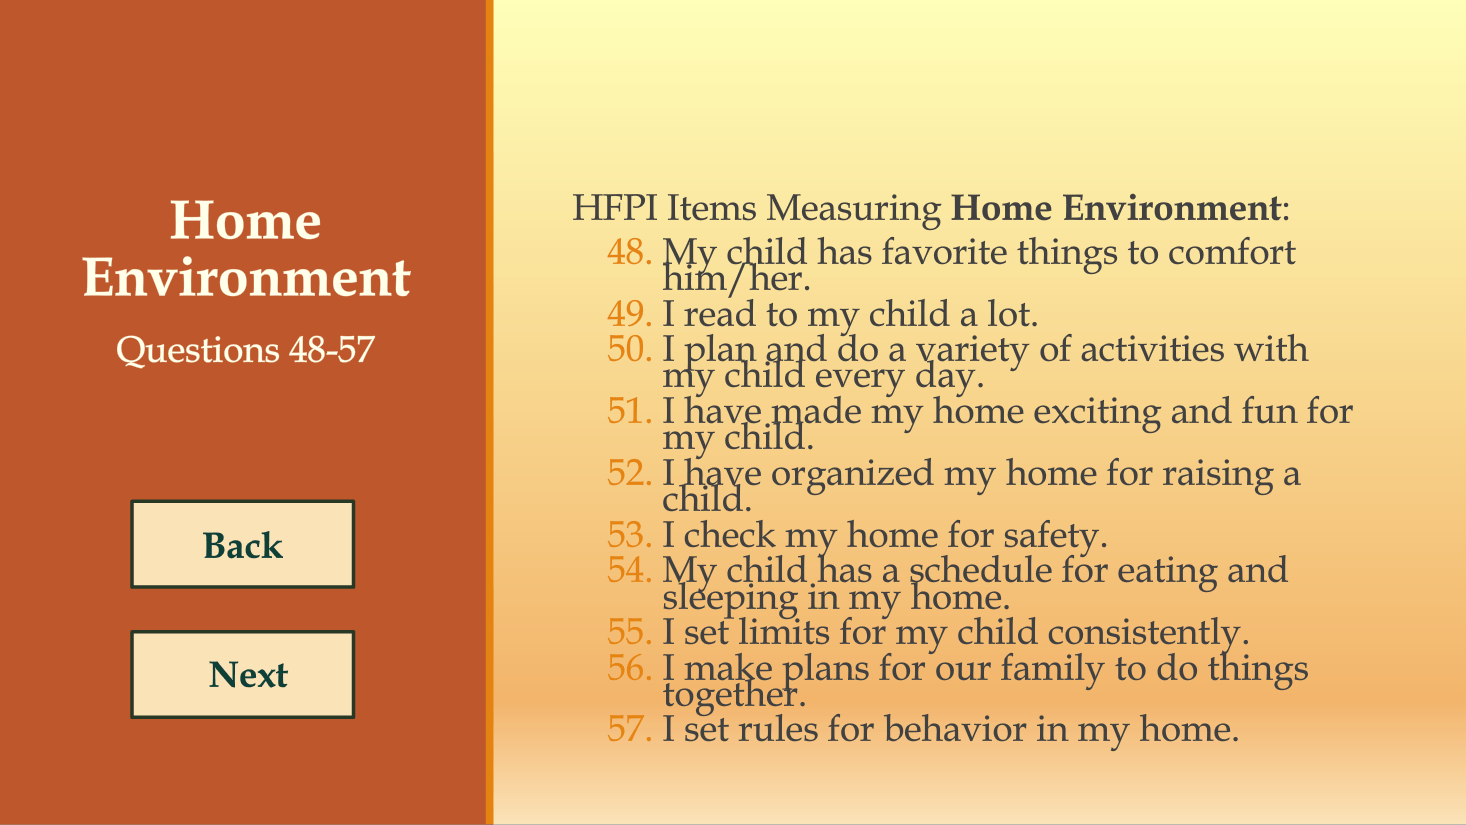 Home
Environment
Questions 48-57
Back
Next
HFPI Items Measuring Home Environment:
48. My child has favorite things to comfort
him/her.
49. I read to my child a lot.
50. I plan and do a variety of activities with
my child every day.
51. I have made my home exciting and fun for
my child.
52. I have organized my home for raising a
child.
53. I check my home for safety.
54. My child has a schedule for eating and
sleeping in my home.
55. I set limits for my child consistently.
56. I make plans for our family to do things
together.
57. I set rules for behavior in my home.